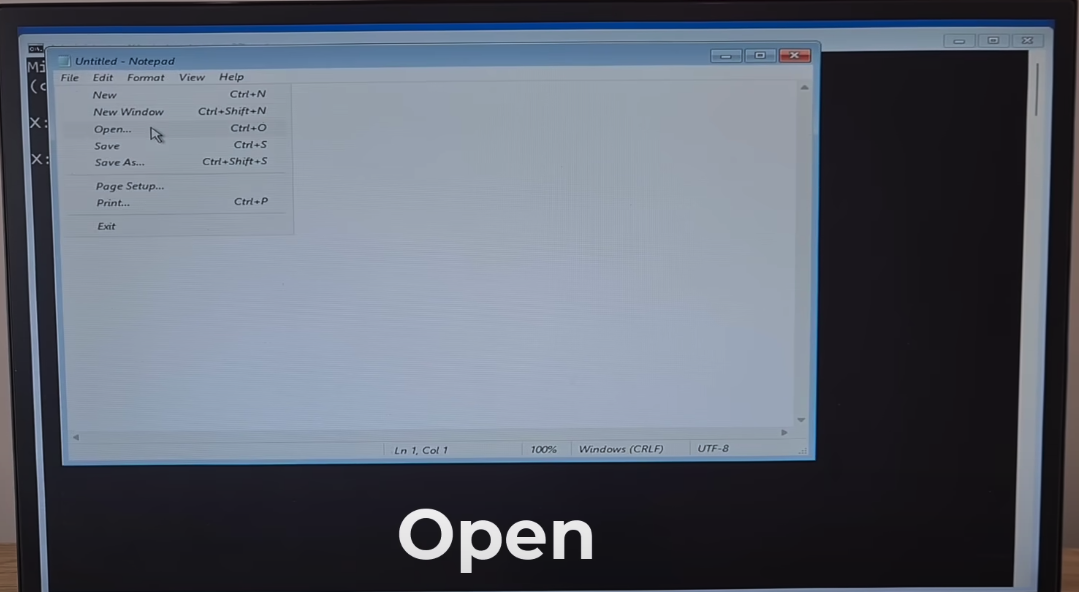 Untitled - Notepad
File Edit Format View Help
New Ctrl+N
New Window Ctrl+Shift+N
Open... Ctrl+O
Save Ctrl+S
Save As... Ctrl+Shift+S
Page Setup...
Print... Ctrl+P
Exit
Mi
(c
X:
X:
Ln 1, Col 1 100% Windows (CRLF) UTF-8
Open